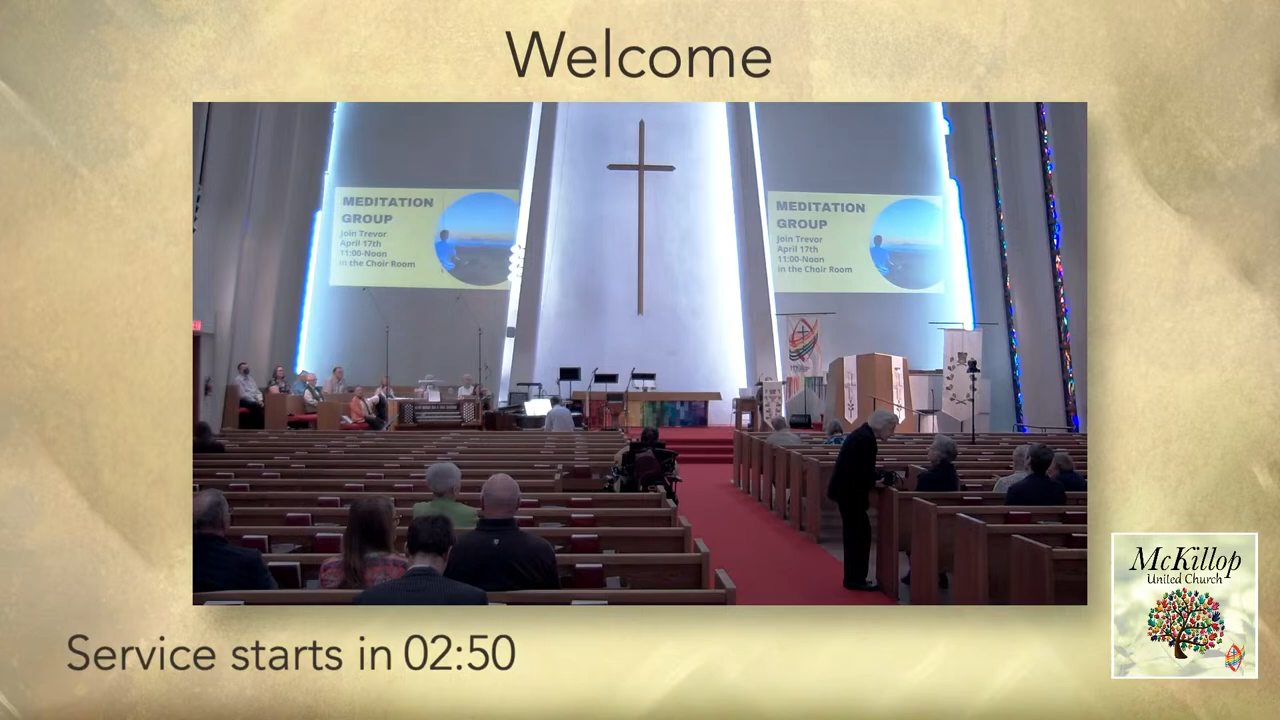 Welcome
MEDITATION
GROUP
Join Trevor
April 17th
11:00-Noon
in the Choir Room
MEDITATION
GROUP
Join Trevor
April 17th
11:00-Noon
in the Choir Room
McKillop
United Church
Service starts in 02:50